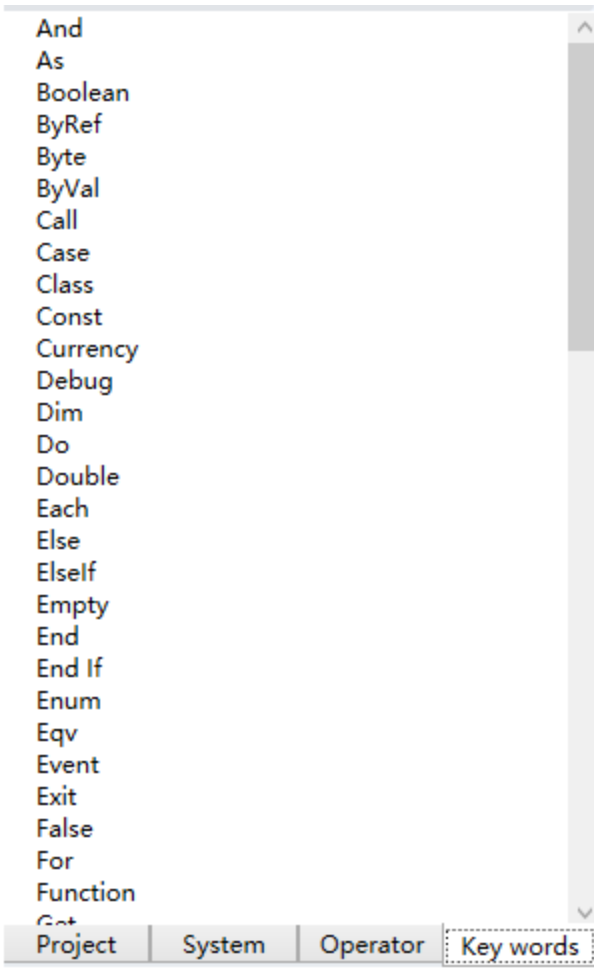 And
As
Boolean
ByRef
Byte
ByVal
Call
Case
Class
Const
Currency
Debug
Dim
Do
Double
Each
Else
ElseIf
Empty
End
End If
Enum
Eqv
Event
Exit
False
For
Function
Get
Project System Operator Key words